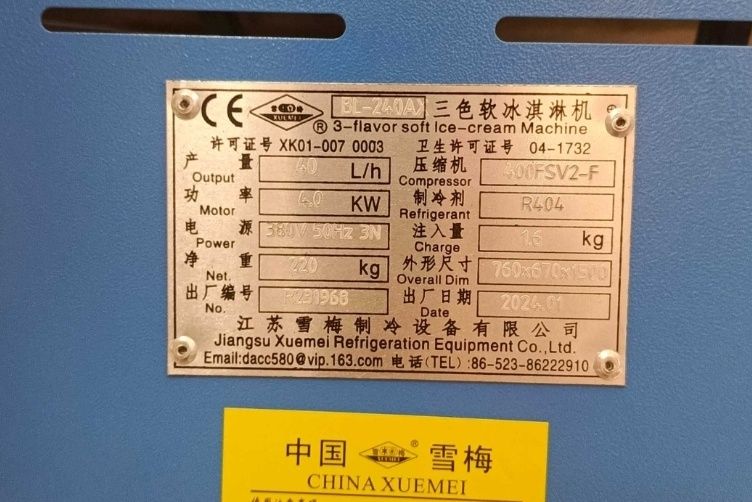 CE 雪梅 XUEMEI ® BL-240AX 三色软冰淇淋机
3-flavor soft Ice-cream Machine
许可证号 XK01-007 0003 卫生许可证号 04-1732
产量 Output 40 L/h 压缩机 Compressor 400FSV2-F
功率 Motor 4.0 KW 制冷剂 Refrigerant R404
电源 Power 380V 50Hz 3N 注入量 Charge 1.6 kg
净重 Net. 220 kg 外形尺寸 Overall Dim 760x670x1500
出厂编号 No. R231968 出厂日期 Date 2024.01
江苏雪梅制冷设备有限公司
Jiangsu Xuemei Refrigeration Equipment Co.,Ltd.
Email:dacc580@vip.163.com 电话(TEL):86-523-86222910
中国 XUEMEI ® 雪梅
CHINA XUEMEI